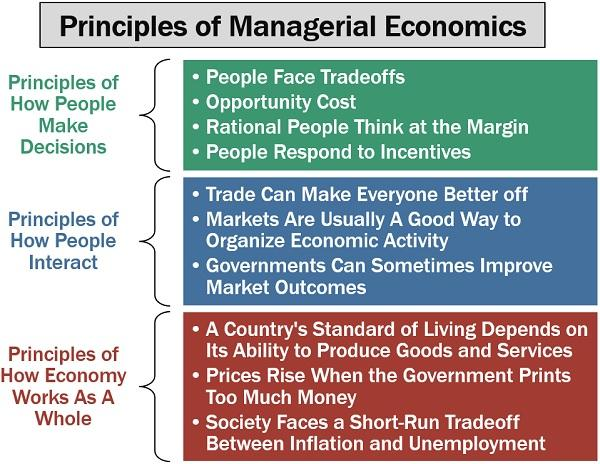 Principles of Managerial Economics
Principles of
How People
Make
Decisions
• People Face Tradeoffs
• Opportunity Cost
• Rational People Think at the Margin
• People Respond to Incentives
Principles of
How People
Interact
• Trade Can Make Everyone Better off
• Markets Are Usually A Good Way to
Organize Economic Activity
• Governments Can Sometimes Improve
Market Outcomes
Principles of
How Economy
Works As A
Whole
• A Country's Standard of Living Depends on
Its Ability to Produce Goods and Services
• Prices Rise When the Government Prints
Too Much Money
• Society Faces a Short-Run Tradeoff
Between Inflation and Unemployment